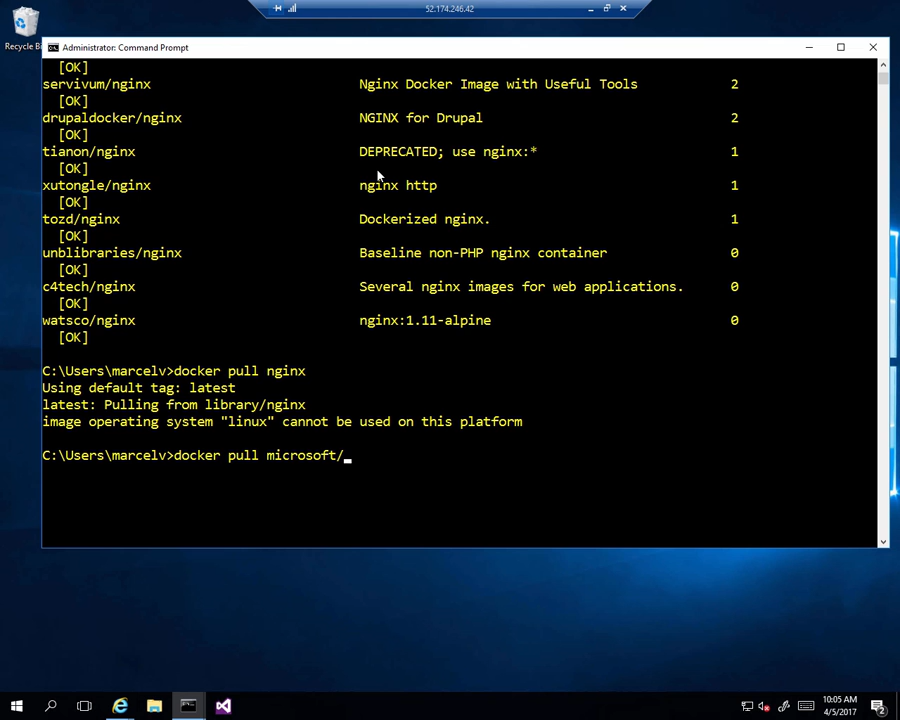 52.174.246.42
Recycle Bi
Administrator: Command Prompt
[OK]
servivum/nginx Nginx Docker Image with Useful Tools 2
[OK]
drupaldocker/nginx NGINX for Drupal 2
[OK]
tianon/nginx DEPRECATED; use nginx:* 1
[OK]
xutongle/nginx nginx http 1
[OK]
tozd/nginx Dockerized nginx. 1
[OK]
unblibraries/nginx Baseline non-PHP nginx container 0
[OK]
c4tech/nginx Several nginx images for web applications. 0
[OK]
watsco/nginx nginx:1.11-alpine 0
[OK]
C:\Users\marcelv>docker pull nginx
Using default tag: latest
latest: Pulling from library/nginx
image operating system "linux" cannot be used on this platform
C:\Users\marcelv>docker pull microsoft/_
10:05 AM
4/5/2017
2